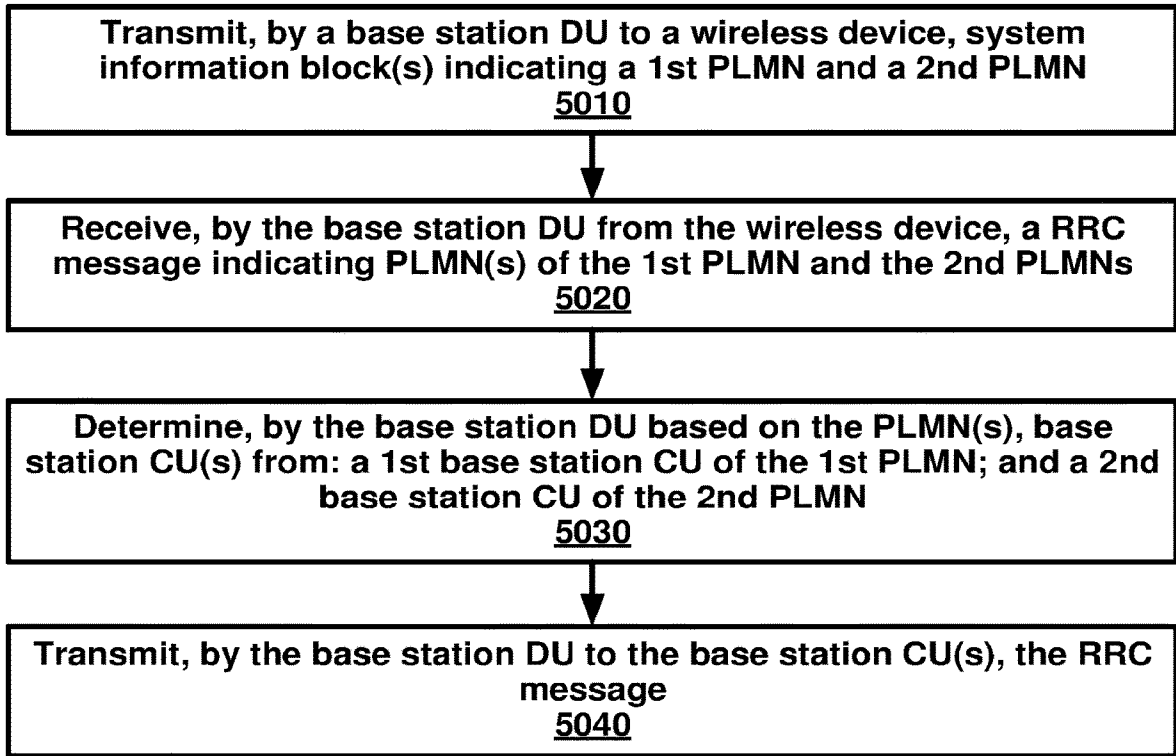 Transmit, by a base station DU to a wireless device, system
information block(s) indicating a 1st PLMN and a 2nd PLMN
5010
Receive, by the base station DU from the wireless device, a RRC
message indicating PLMN(s) of the 1st PLMN and the 2nd PLMNs
5020
Determine, by the base station DU based on the PLMN(s), base
station CU(s) from: a 1st base station CU of the 1st PLMN; and a 2nd
base station CU of the 2nd PLMN
5030
Transmit, by the base station DU to the base station CU(s), the RRC
message
5040